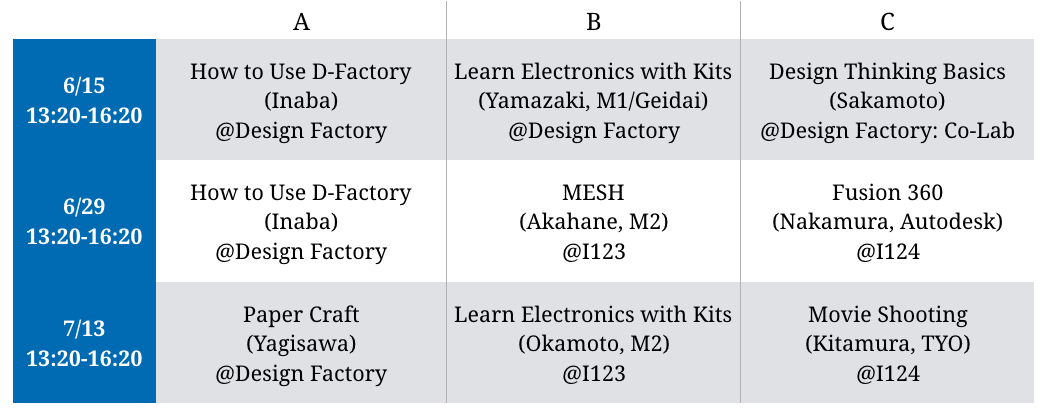 A
B
C
6/15
13:20-16:20
How to Use D-Factory
(Inaba)
@Design Factory
Learn Electronics with Kits
(Yamazaki, M1/Geidai)
@Design Factory
Design Thinking Basics
(Sakamoto)
@Design Factory: Co-Lab
6/29
13:20-16:20
How to Use D-Factory
(Inaba)
@Design Factory
MESH
(Akahane, M2)
@I123
Fusion 360
(Nakamura, Autodesk)
@I124
7/13
13:20-16:20
Paper Craft
(Yagisawa)
@Design Factory
Learn Electronics with Kits
(Okamoto, M2)
@I123
Movie Shooting
(Kitamura, TYO)
@I124